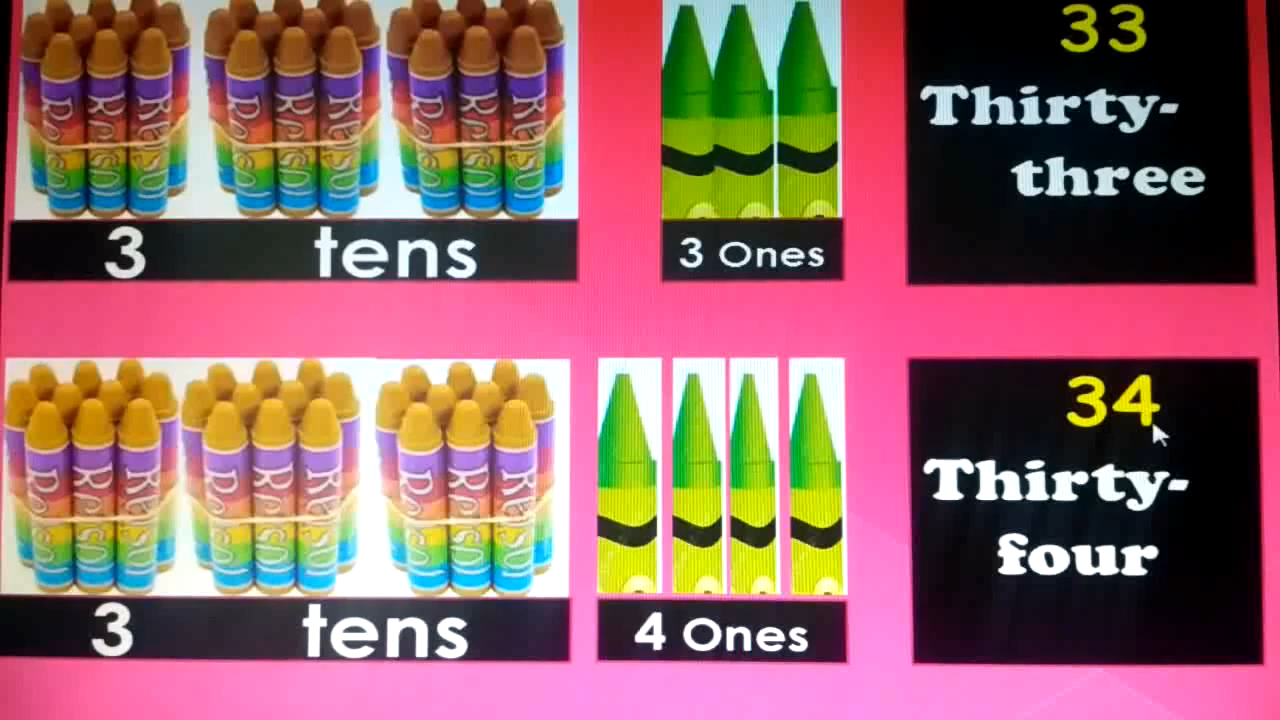 33
Thirty-
three
3 tens
3 Ones
34
Thirty-
four
3 tens
4 Ones